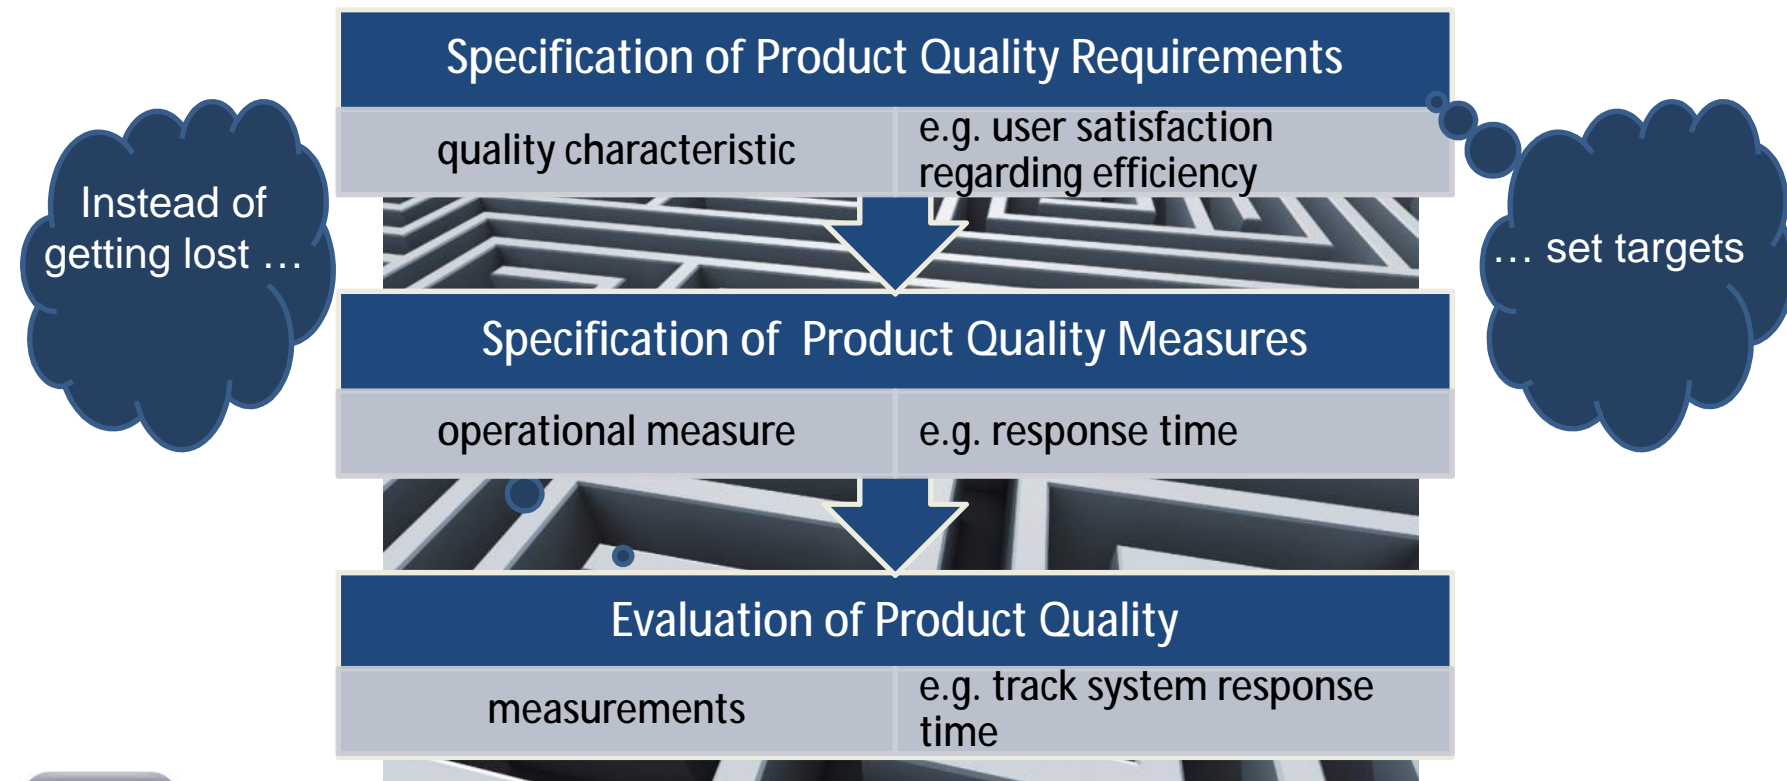 Specification of Product Quality Requirements
quality characteristic
e.g. user satisfaction
regarding efficiency
Instead of
getting lost …
… set targets
Specification of  Product Quality Measures
operational measure
e.g. response time
Evaluation of Product Quality
measurements
e.g. track system response
time